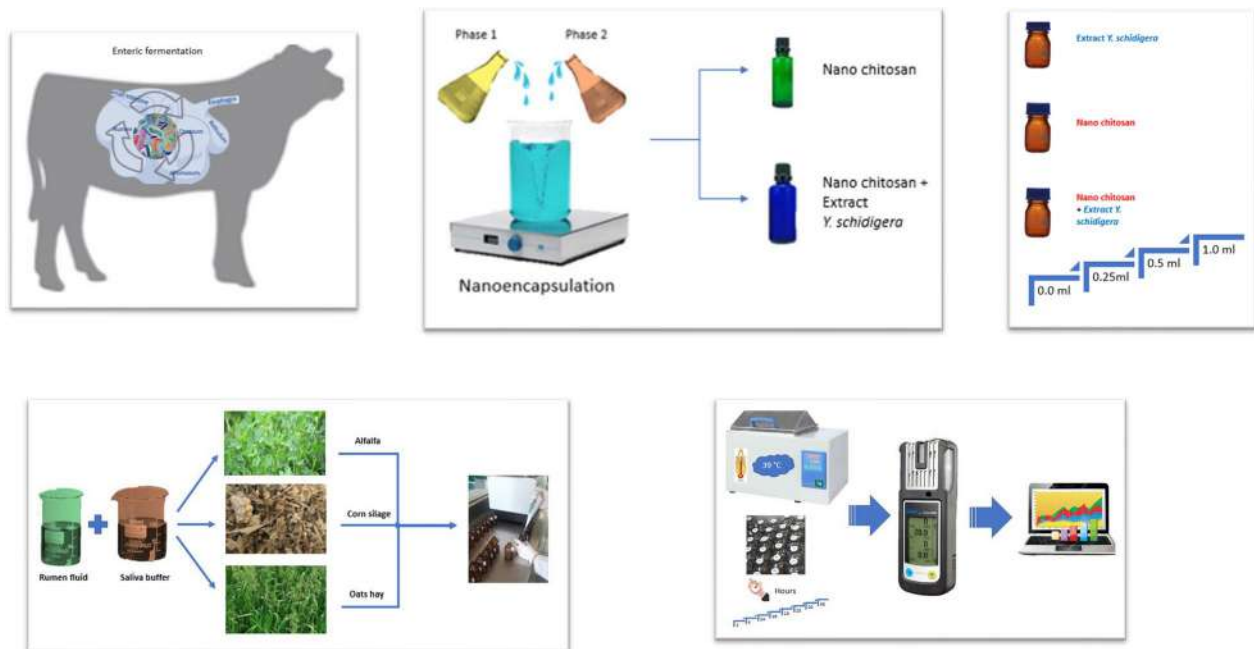 Enteric fermentation
Esophagus
Phase 1
Phase 2
Nanoencapsulation
Nano chitosan
Nano chitosan +
Extract
Y. schidigera
Extract Y. schidigera
Nano chitosan
Nano chitosan
+ Extract Y.
schidigera
0.0 ml
0.25ml
0.5 ml
1.0 ml
Rumen fluid
Saliva buffer
Alfalfa
Corn silage
Oats hay
39 °C
Hours